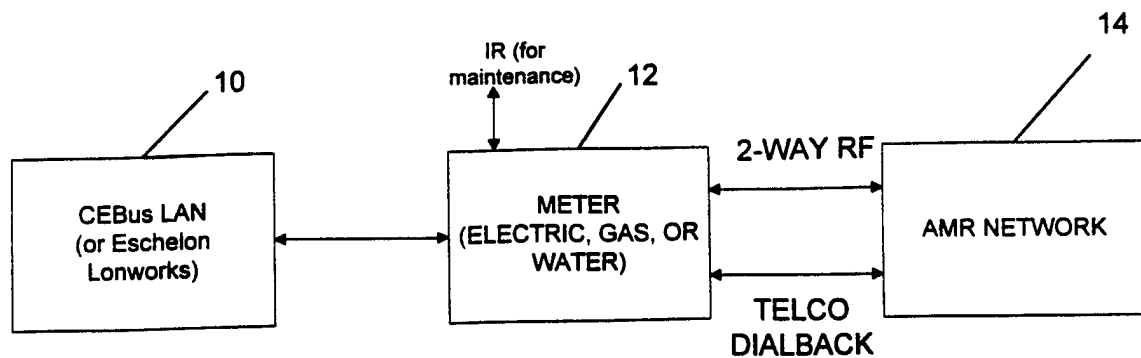 14
IR (for
maintenance)
12
10
2-WAY RF
CEBus LAN
(or Eschelon
Lonworks)
METER
(ELECTRIC, GAS, OR
WATER)
AMR NETWORK
TELCO
DIALBACK